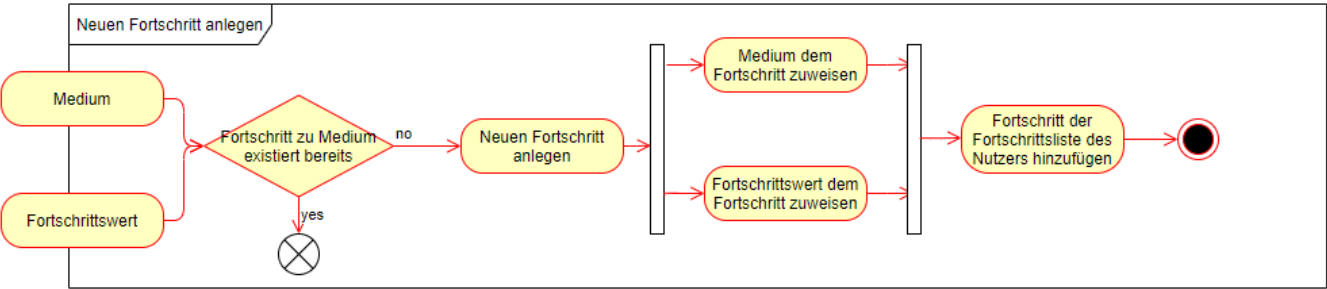 Neuen Fortschritt anlegen
Medium
Fortschrittswert
Fortschritt zu Medium
existiert bereits
no
yes
Neuen Fortschritt
anlegen
Medium dem
Fortschritt zuweisen
Fortschrittswert dem
Fortschritt zuweisen
Fortschritt der
Fortschrittsliste des
Nutzers hinzufügen